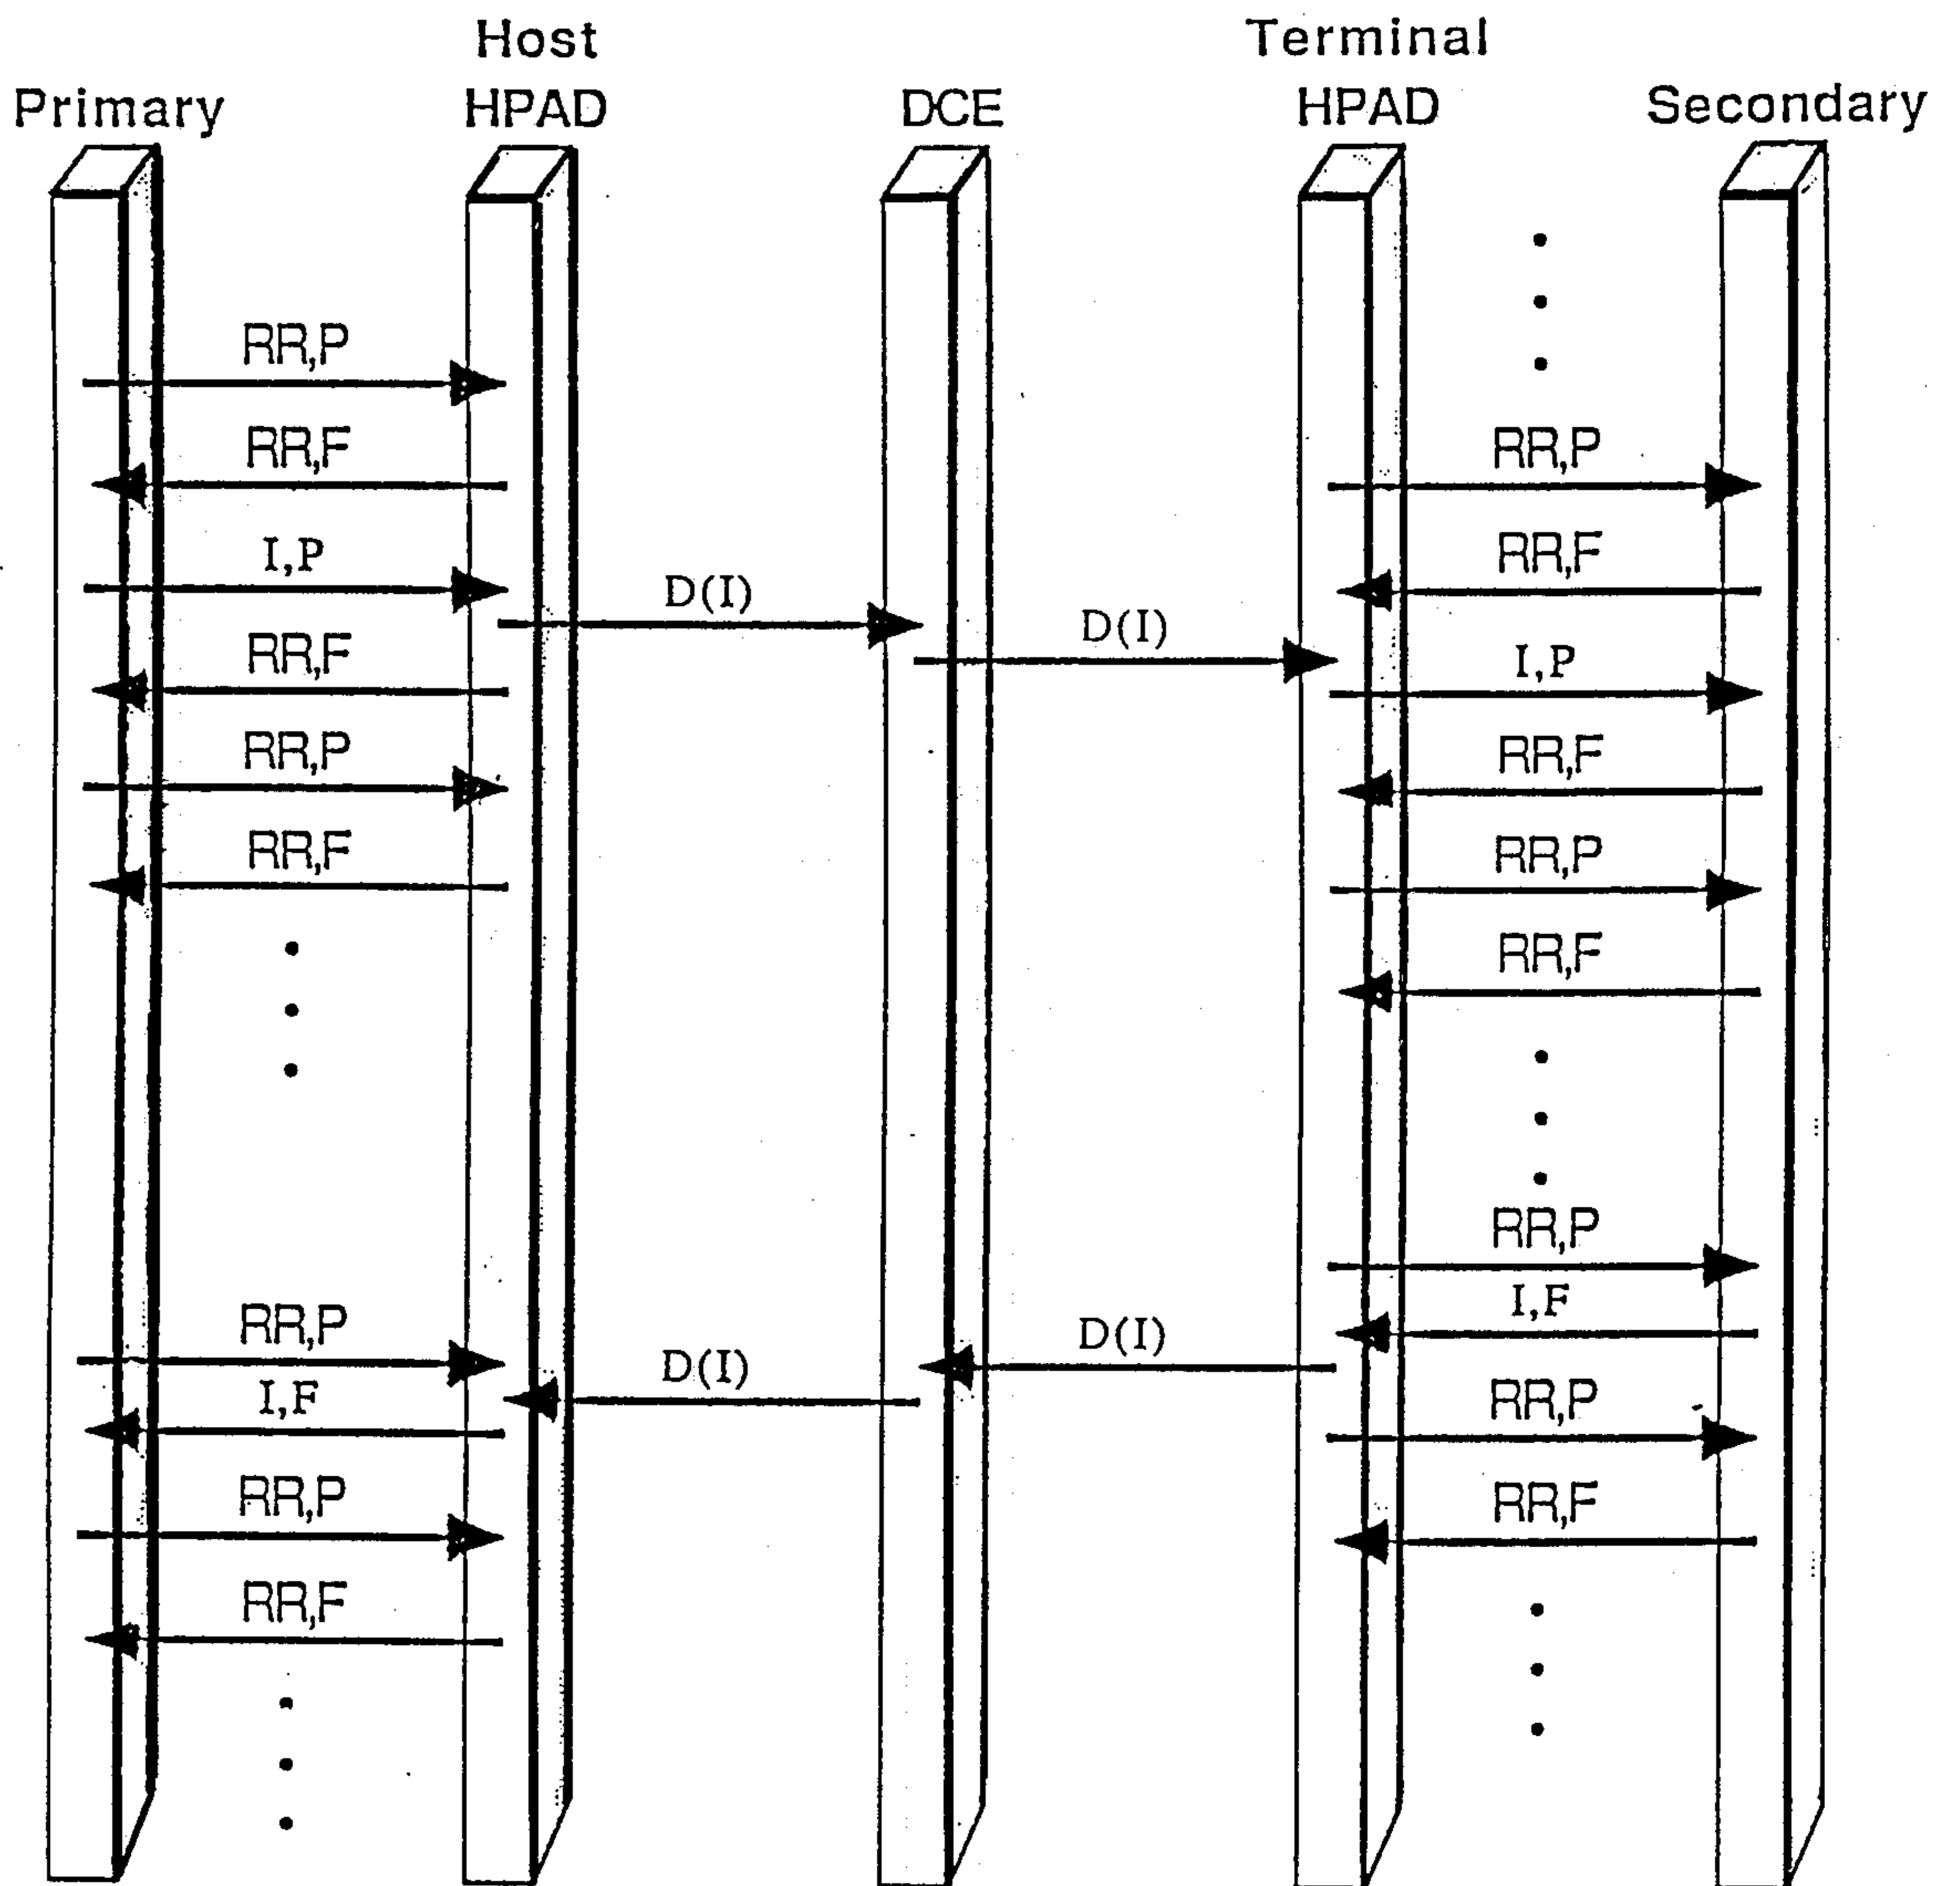 Host
Terminal
Primary HPAD DCE HPAD Secondary
RR,P
RR,F RR,P
I,P RR,F
D(I)
D(I)
RR,F I,P
RR,P RR,F
RR,F RR,P
RR,F
RR,P
I,F
RR,P D(I)
D(I)
I,F RR,P
RR,P RR,F
RR,F